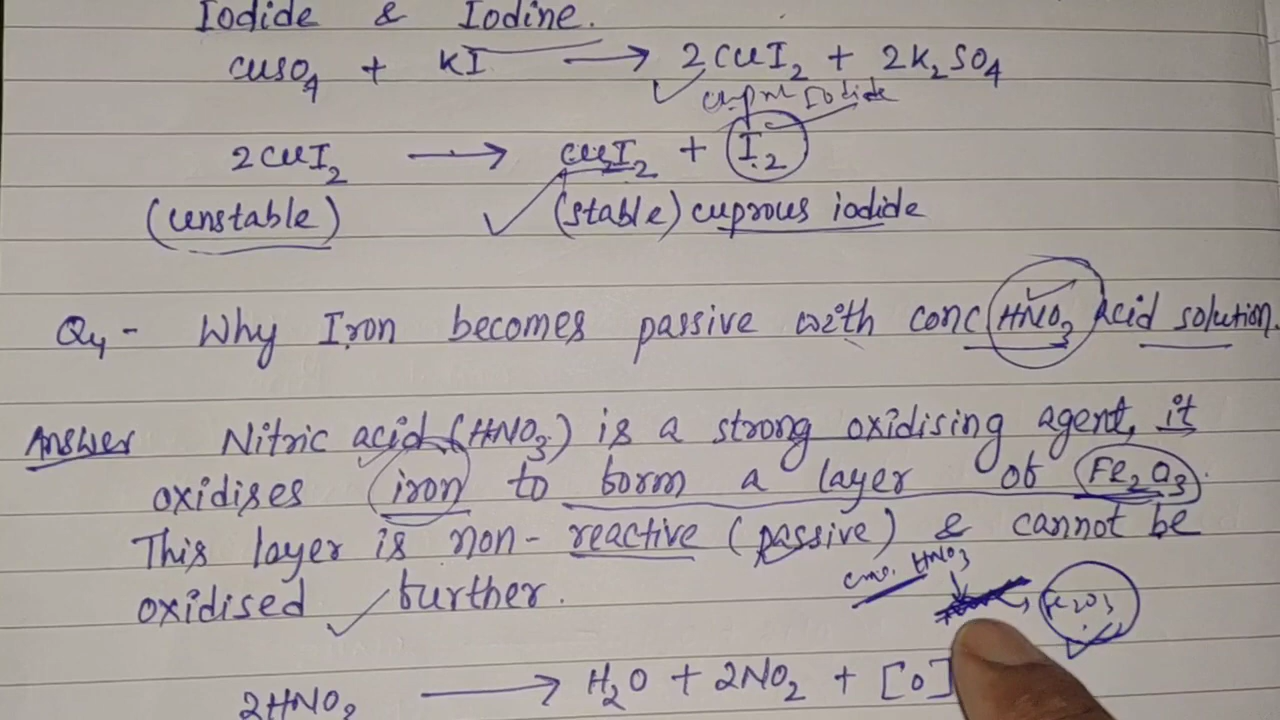 Iodide & Iodine.
CuSO4 + KI → 2CuI2 + 2K2SO4
cupric Iodide
2CuI2 → Cu2I2 + I2
(unstable) (stable) cuprous iodide
Q4 - Why Iron becomes passive with conc HNO3 acid solution.
Answer Nitric acid (HNO3) is a strong oxidising agent, it
oxidises iron to form a layer of Fe2O3.
This layer is non-reactive (passive) & cannot be
oxidised further.
conc. HNO3
Fe2O3
2HNO3 → H2O + 2NO2 + [O]